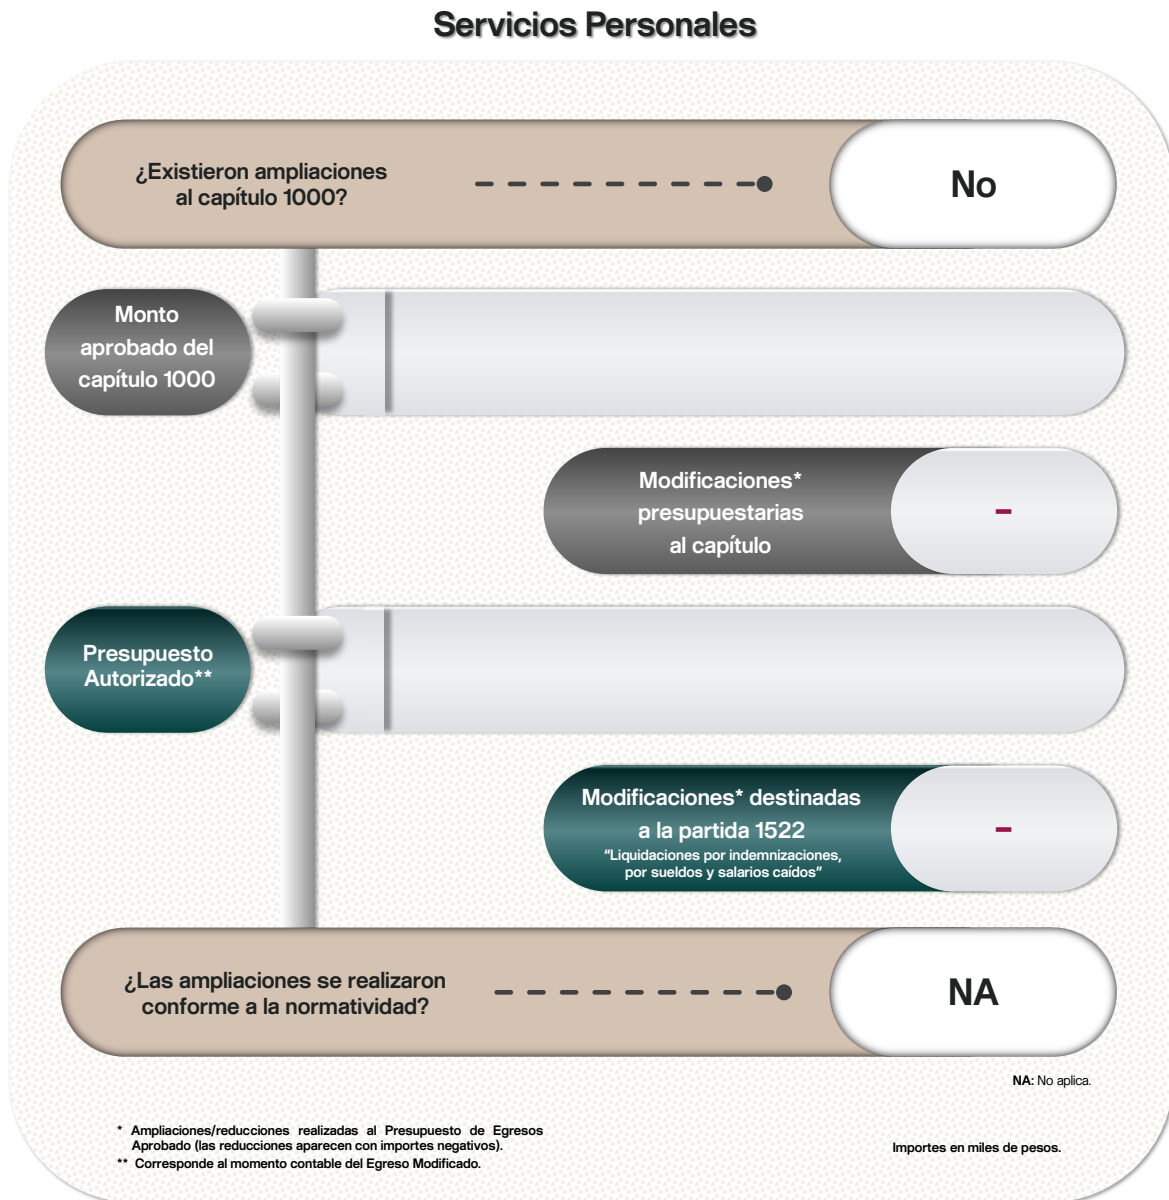 Servicios Personales
¿Existieron ampliaciones
al capítulo 1000?
No
Monto
aprobado del
capítulo 1000
Modificaciones*
presupuestarias
al capítulo
-
Presupuesto
Autorizado**
Modificaciones* destinadas
a la partida 1522
"Liquidaciones por indemnizaciones,
por sueldos y salarios caídos"
-
¿Las ampliaciones se realizaron
conforme a la normatividad?
NA
NA: No aplica.
* Ampliaciones/reducciones realizadas al Presupuesto de Egresos
Aprobado (las reducciones aparecen con importes negativos).
** Corresponde al momento contable del Egreso Modificado.
Importes en miles de pesos.